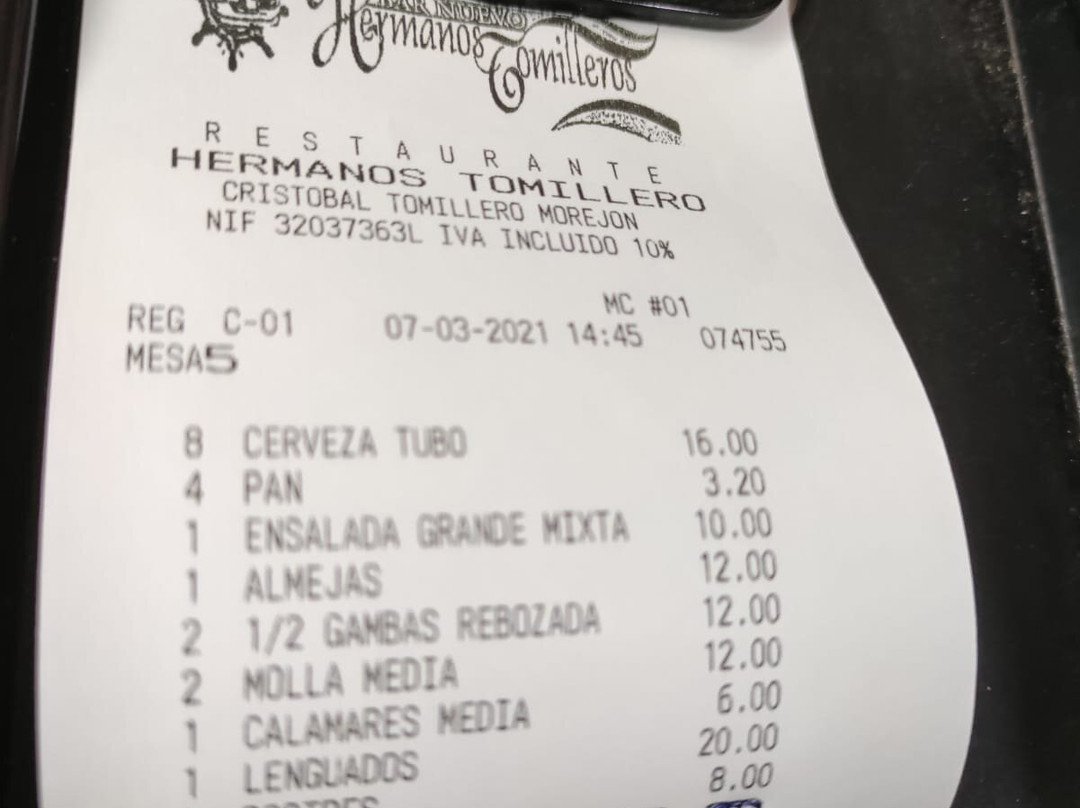 BAR NUEVO
Hermanos
Tomilleros
RESTAURANTE
HERMANOS TOMILLERO
CRISTOBAL TOMILLERO MOREJON
NIF 32037363L IVA INCLUIDO 10%
MC #01
REG C-01 07-03-2021 14:45 074755
MESA5
8 CERVEZA TUBO 16.00
4 PAN 3.20
1 ENSALADA GRANDE MIXTA 10.00
1 ALMEJAS 12.00
2 1/2 GAMBAS REBOZADA 12.00
2 MOLLA MEDIA 12.00
1 CALAMARES MEDIA 6.00
1 LENGUADOS 20.00
POSTRES 8.00